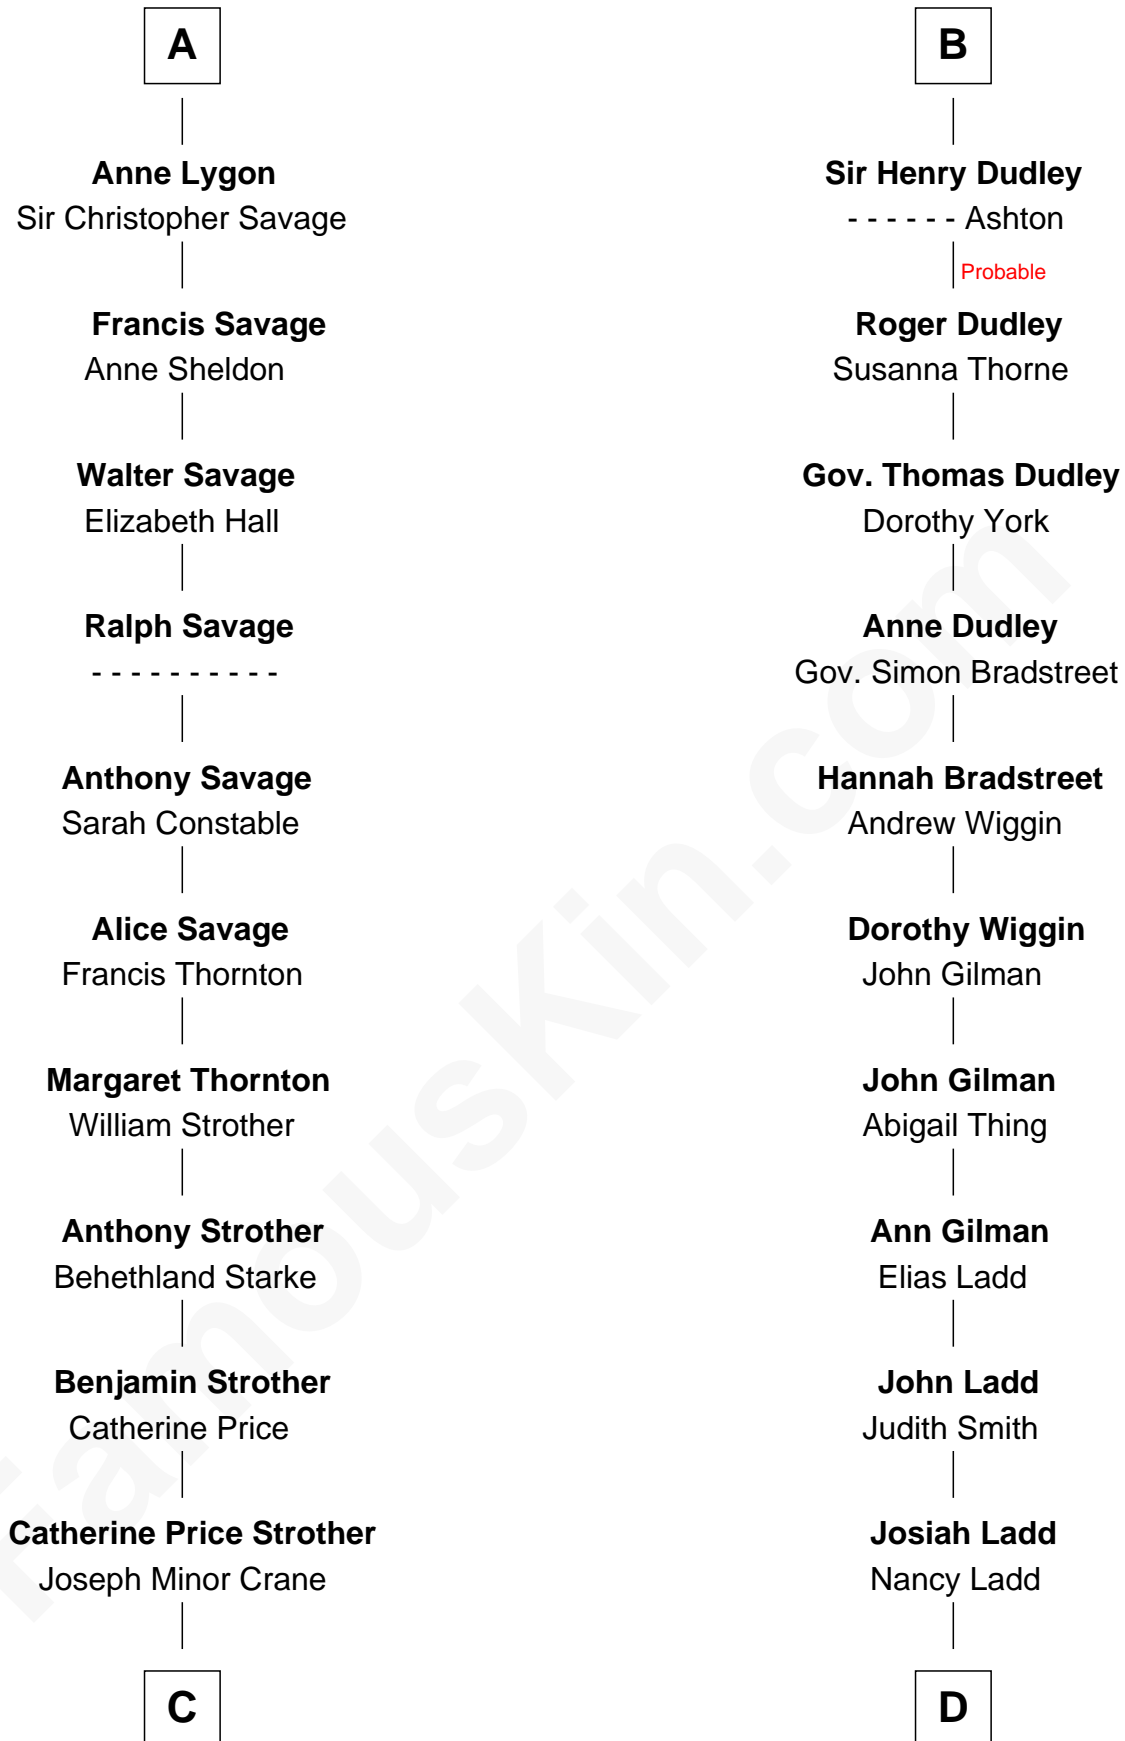 A
Anne Lygon
Sir Christopher Savage
Francis Savage
Anne Sheldon
Walter Savage
Elizabeth Hall
Ralph Savage
- - - - - - - - - -
Anthony Savage
Sarah Constable
Alice Savage
Francis Thornton
Margaret Thornton
William Strother
Anthony Strother
Behethland Starke
Benjamin Strother
Catherine Price
Catherine Price Strother
Joseph Minor Crane
C
B
Sir Henry Dudley
- - - - - - Ashton
Probable
Roger Dudley
Susanna Thorne
Gov. Thomas Dudley
Dorothy York
Anne Dudley
Gov. Simon Bradstreet
Hannah Bradstreet
Andrew Wiggin
Dorothy Wiggin
John Gilman
John Gilman
Abigail Thing
Ann Gilman
Elias Ladd
John Ladd
Judith Smith
Josiah Ladd
Nancy Ladd
D
FamousKin.com